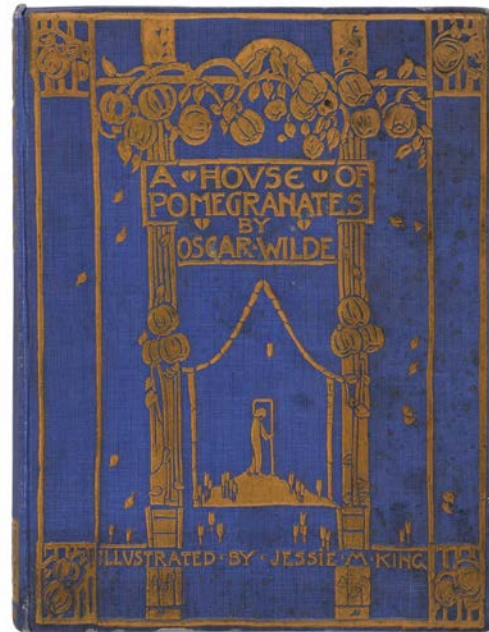 A HOVSE OF
POMEGRANATES
BY
OSCAR·WILDE
ILLUSTRATED·BY·JESSIE·M·KING